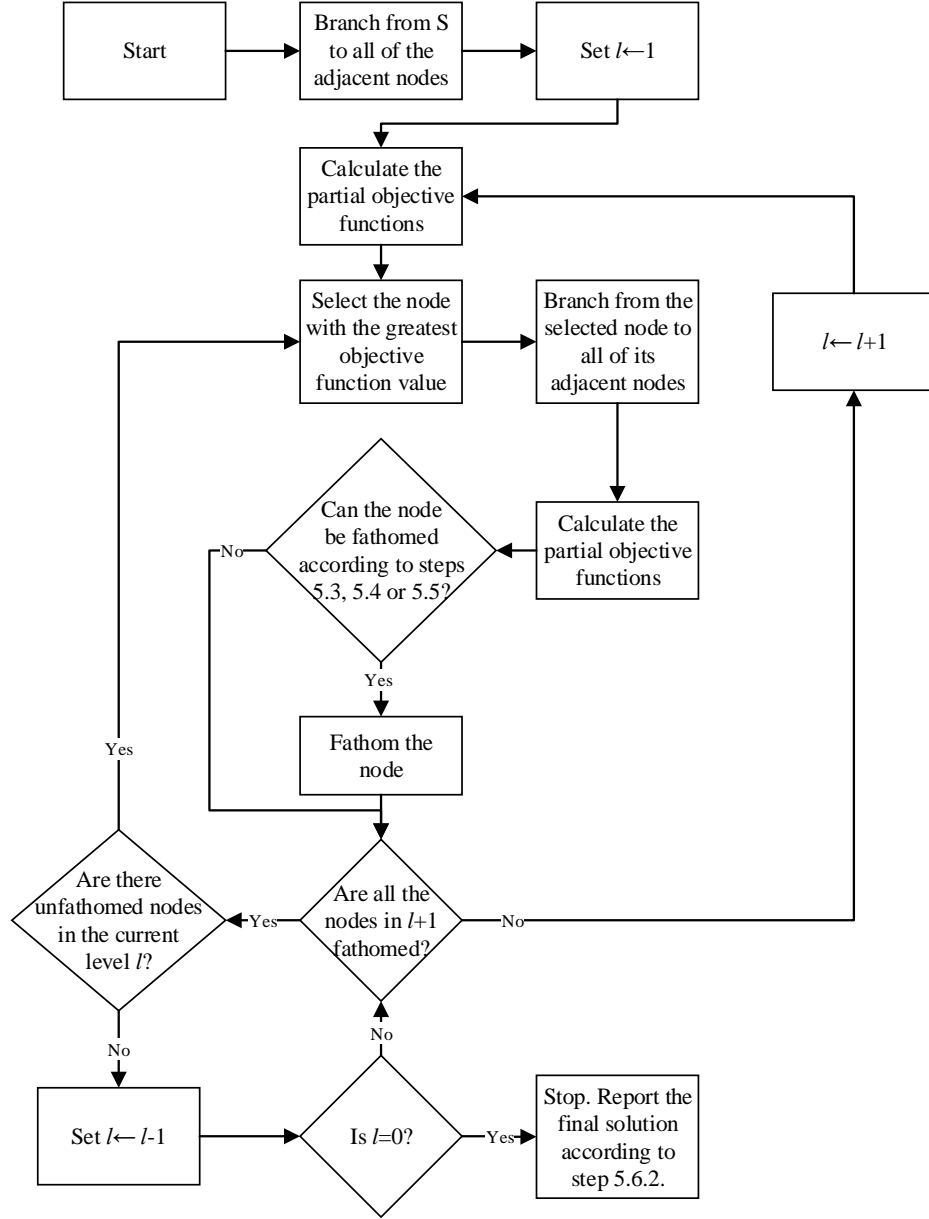 Start
Branch from S
to all of the
adjacent nodes
Set l←1
Calculate the
partial objective
functions
Select the node
with the greatest
objective
function value
Branch from the
selected node to
all of its
adjacent nodes
l← l+1
Can the node
be fathomed
according to steps
5.3, 5.4 or 5.5?
Calculate the
partial objective
functions
No
Yes
Fathom the
node
Yes
Are there
unfathomed nodes
in the current
level l?
Yes
Are all the
nodes in l+1
fathomed?
No
No
No
Set l← l-1
Is l=0?
Yes
Stop. Report the
final solution
according to
step 5.6.2.